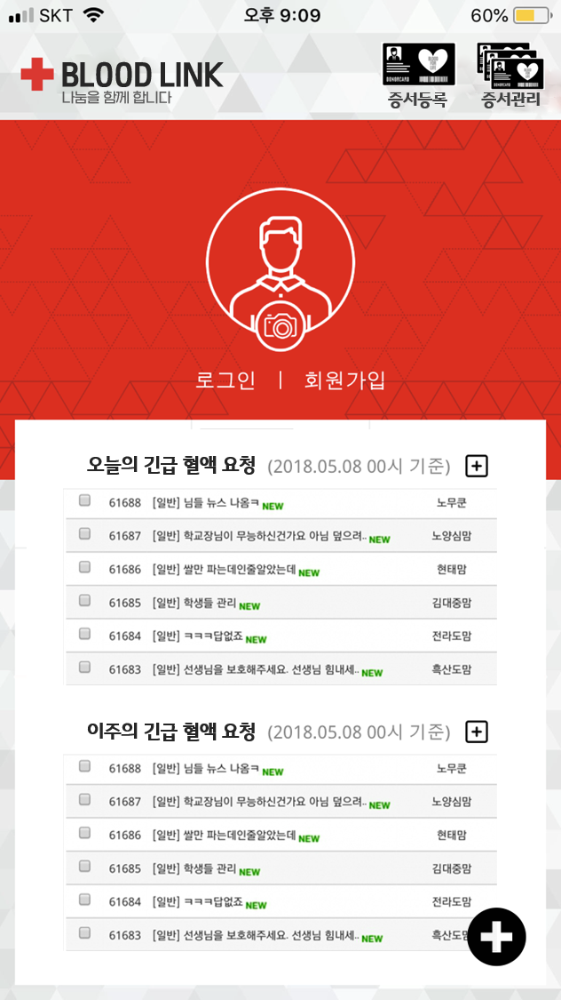 SKT 오후 9:09 60%
BLOOD LINK
나눔을 함께 합니다
증서등록 증서관리
로그인 | 회원가입
오늘의 긴급 혈액 요청 (2018.05.08 00시 기준)
61688 [일반] 님들 뉴스 나옴ㅋ NEW 노무쿤
61687 [일반] 학교장님이 무능하신건가요 아님 덮으려.. NEW 노양심맘
61686 [일반] 쌀만 파는데인줄알았는데 NEW 현태맘
61685 [일반] 학생들 관리 NEW 김대중맘
61684 [일반] ㅋㅋㅋ답없죠 NEW 전라도맘
61683 [일반] 선생님을 보호해주세요. 선생님 힘내세.. NEW 흑산도맘
이주의 긴급 혈액 요청 (2018.05.08 00시 기준)
61688 [일반] 님들 뉴스 나옴ㅋ NEW 노무쿤
61687 [일반] 학교장님이 무능하신건가요 아님 덮으려.. NEW 노양심맘
61686 [일반] 쌀만 파는데인줄알았는데 NEW 현태맘
61685 [일반] 학생들 관리 NEW 김대중맘
61684 [일반] ㅋㅋㅋ답없죠 NEW 전라도맘
61683 [일반] 선생님을 보호해주세요. 선생님 힘내세.. NEW 흑산도맘